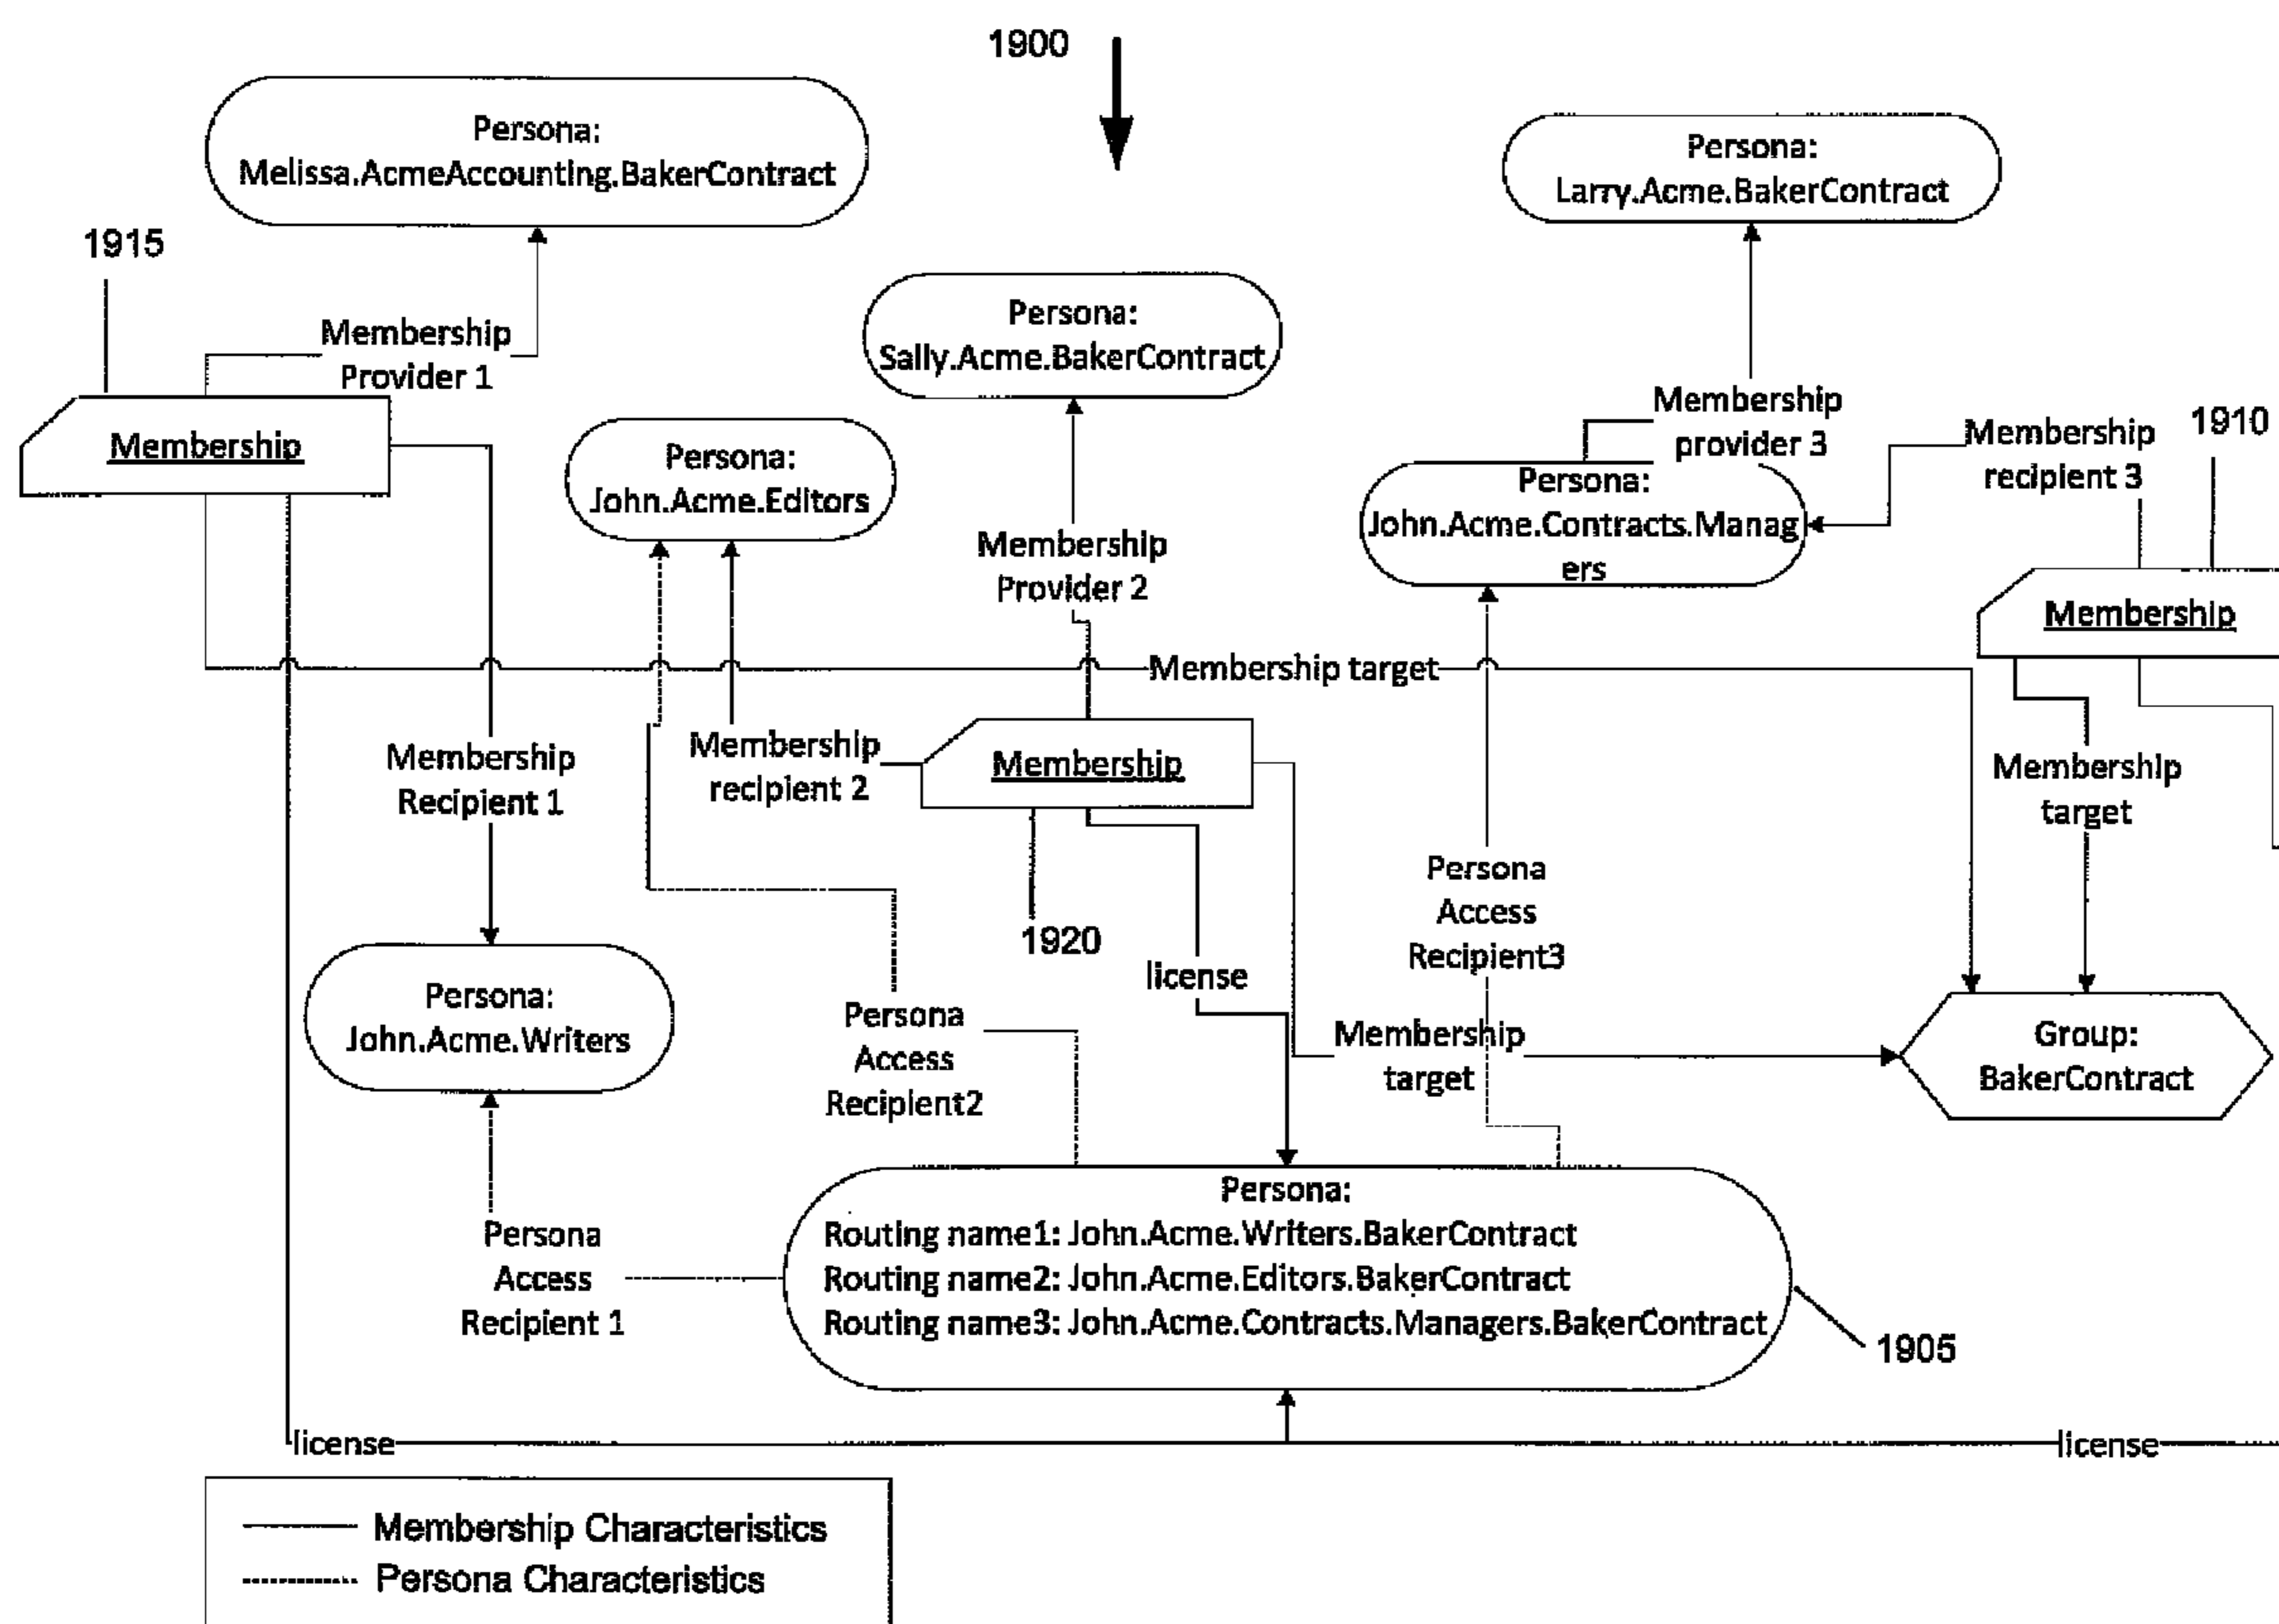 1900
Persona:
Melissa.AcmeAccounting.BakerContract
Persona:
Larry.Acme.BakerContract
1915
Persona:
Sally.Acme.BakerContract
Membership
Provider 1
Membership
provider 3
Membership
recipient 3
1910
Membership
Persona:
John.Acme.Editors
Persona:
John.Acme.Contracts.Manag
ers
Membership
Provider 2
Membership
Membership target
Membership
Recipient 1
Membership
recipient 2
Membership
Membership
target
1920
license
Persona
Access
Recipient3
Persona:
John.Acme.Writers
Persona
Access
Recipient2
Membership
target
Group:
BakerContract
Persona
Access
Recipient 1
Persona:
Routing name1: John.Acme.Writers.BakerContract
Routing name2: John.Acme.Editors.BakerContract
Routing name3: John.Acme.Contracts.Managers.BakerContract
1905
license
license
Membership Characteristics
Persona Characteristics